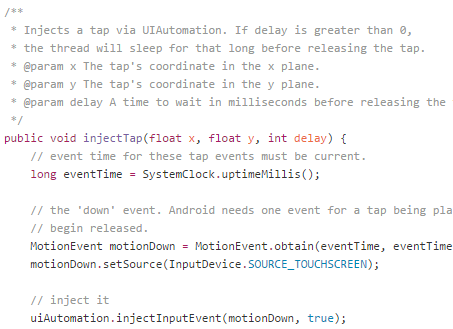 /**
* Injects a tap via UIAutomation. If delay is greater than 0,
* the thread will sleep for that long before releasing the tap.
* @param x The tap's coordinate in the x plane.
* @param y The tap's coordinate in the y plane.
* @param delay A time to wait in milliseconds before releasing the
*/
public void injectTap(float x, float y, int delay) {
// event time for these tap events must be current.
long eventTime = SystemClock.uptimeMillis();
// the 'down' event. Android needs one event for a tap being pla
// begin released.
MotionEvent motionDown = MotionEvent.obtain(eventTime, eventTime
motionDown.setSource(InputDevice.SOURCE_TOUCHSCREEN);
// inject it
uiAutomation.injectInputEvent(motionDown, true);